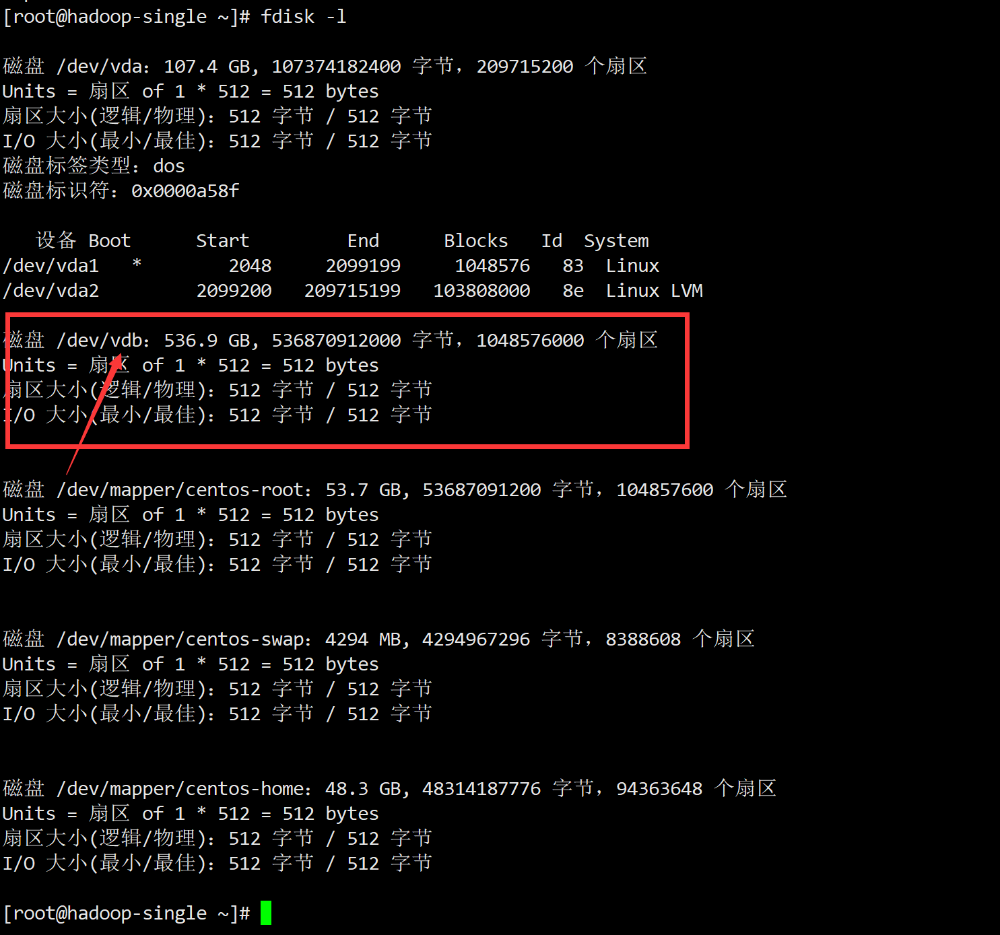 [root@hadoop-single ~]# fdisk -l
磁盘 /dev/vda：107.4 GB, 107374182400 字节，209715200 个扇区
Units = 扇区 of 1 * 512 = 512 bytes
扇区大小(逻辑/物理)：512 字节 / 512 字节
I/O 大小(最小/最佳)：512 字节 / 512 字节
磁盘标签类型：dos
磁盘标识符：0x0000a58f
设备 Boot      Start         End      Blocks   Id  System
/dev/vda1   *        2048     2099199     1048576   83  Linux
/dev/vda2         2099200   209715199   103808000   8e  Linux LVM
磁盘 /dev/vdb：536.9 GB, 536870912000 字节，1048576000 个扇区
Units = 扇区 of 1 * 512 = 512 bytes
扇区大小(逻辑/物理)：512 字节 / 512 字节
I/O 大小(最小/最佳)：512 字节 / 512 字节
磁盘 /dev/mapper/centos-root：53.7 GB, 53687091200 字节，104857600 个扇区
Units = 扇区 of 1 * 512 = 512 bytes
扇区大小(逻辑/物理)：512 字节 / 512 字节
I/O 大小(最小/最佳)：512 字节 / 512 字节
磁盘 /dev/mapper/centos-swap：4294 MB, 4294967296 字节，8388608 个扇区
Units = 扇区 of 1 * 512 = 512 bytes
扇区大小(逻辑/物理)：512 字节 / 512 字节
I/O 大小(最小/最佳)：512 字节 / 512 字节
磁盘 /dev/mapper/centos-home：48.3 GB, 48314187776 字节，94363648 个扇区
Units = 扇区 of 1 * 512 = 512 bytes
扇区大小(逻辑/物理)：512 字节 / 512 字节
I/O 大小(最小/最佳)：512 字节 / 512 字节
[root@hadoop-single ~]#